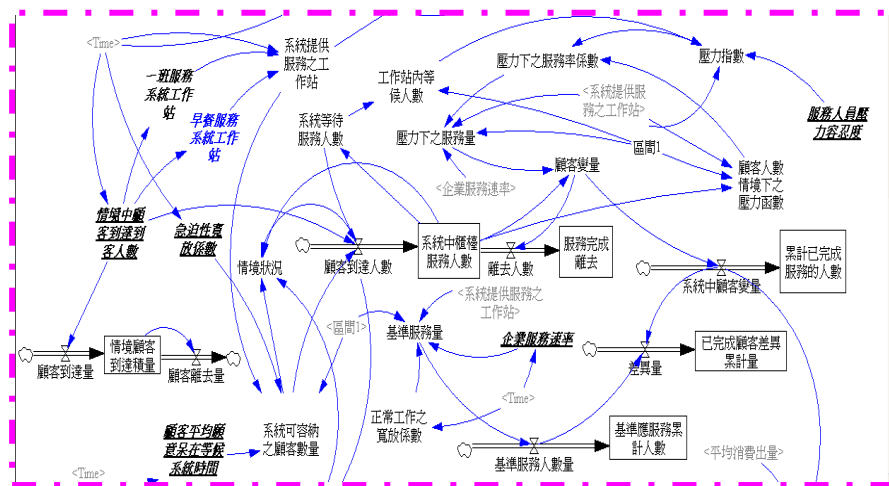 <Time>
系統提供
服務之工
作站
一班服務
系統工作
站
早餐服務
系統工作
站
工作站內等
候人數
系統等待
服務人數
壓力下之服務率係數
壓力指數
<系統提供服
務之工作站>
服務人員壓
力容忍度
壓力下之服務量
區間1
顧客變量
顧客人數
情境下之
壓力函數
<企業服務速率>
情境中顧
客到達到
客人數
急迫性寬
放係數
情境狀況
顧客到達人數
系統中櫃檯
服務人數
離去人數
服務完成
離去
系統中顧客變量
累計已完成
服務的人數
<系統提供服務之
工作站>
<區間1>
基準服務量
企業服務速率
顧客到達量
情境顧客
到達積量
顧客離去量
差異量
已完成顧客差異
累計量
<Time>
顧客平均願
意呆在等候
系統時間
系統可容納
之顧客數量
正常工作之
寬放係數
基準服務人數量
基準應服務累
計人數
<平均消費出量>
<Time>